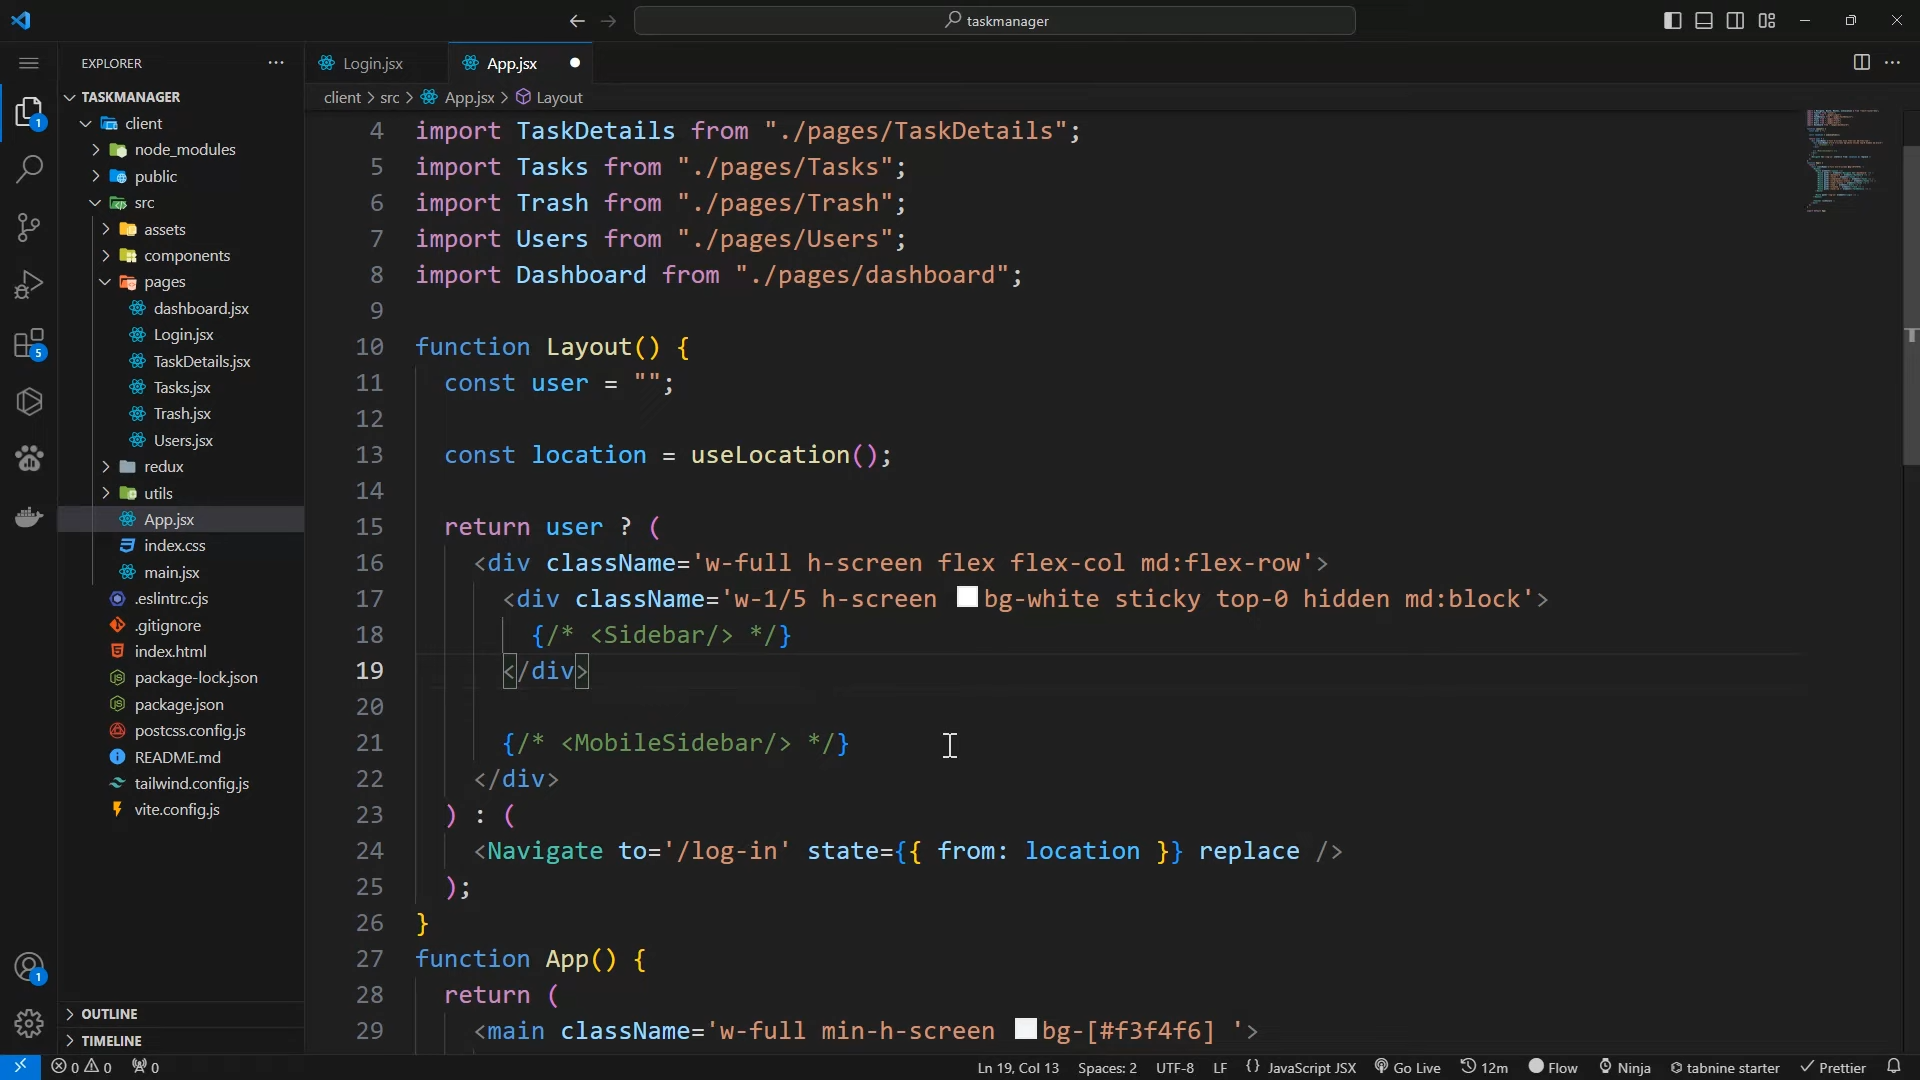 taskmanager
EXPLORER
TASKMANAGER
client
node_modules
public
src
assets
components
pages
dashboard.jsx
Login.jsx
TaskDetails.jsx
Tasks.jsx
Trash.jsx
Users.jsx
redux
utils
App.jsx
index.css
main.jsx
.eslintrc.cjs
.gitignore
index.html
package-lock.json
package.json
postcss.config.js
README.md
tailwind.config.js
vite.config.js
OUTLINE
TIMELINE
1
5
1
Login.jsx
App.jsx
client > src > App.jsx > Layout
4 import TaskDetails from "./pages/TaskDetails";
5 import Tasks from "./pages/Tasks";
6 import Trash from "./pages/Trash";
7 import Users from "./pages/Users";
8 import Dashboard from "./pages/dashboard";
9
10 function Layout() {
11 const user = "";
12
13 const location = useLocation();
14
15 return user ? (
16 <div className='w-full h-screen flex flex-col md:flex-row'>
17 <div className='w-1/5 h-screen bg-white sticky top-0 hidden md:block'>
18 {/* <Sidebar/> */}
19 </div>
20
21 {/* <MobileSidebar/> */}
22 </div>
23 ) : (
24 <Navigate to='/log-in' state={{ from: location }} replace />
25 );
26 }
27 function App() {
28 return (
29 <main className='w-full min-h-screen bg-[#f3f4f6] '>
0 0 0 Ln 19, Col 13 Spaces: 2 UTF-8 LF {} JavaScript JSX Go Live 12m Flow Ninja tabnine starter Prettier